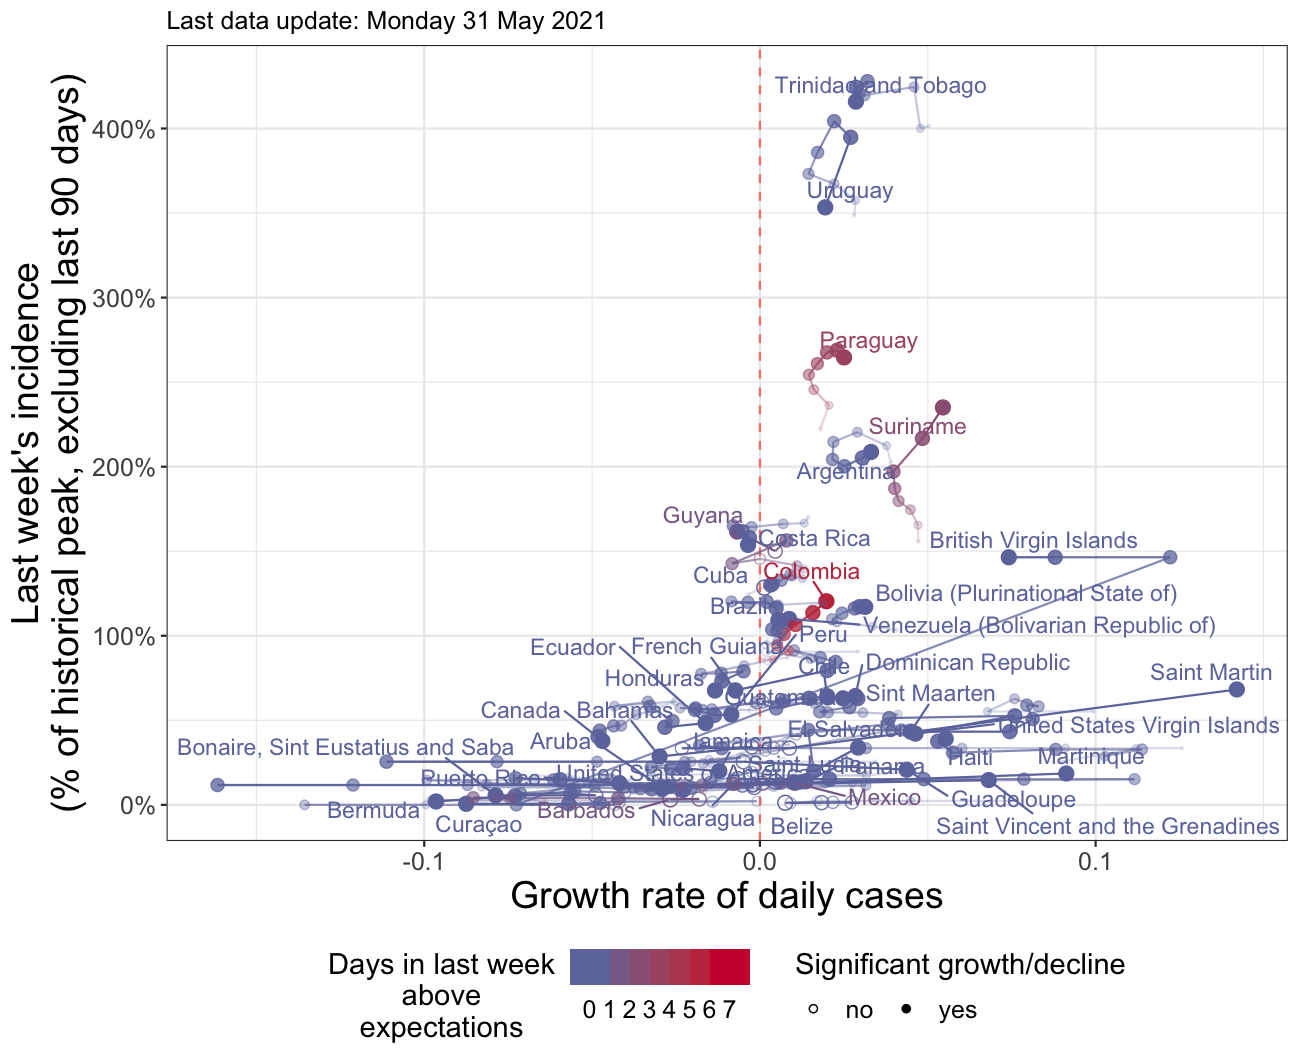 Last data update: Monday 31 May 2021
Last week's incidence
(% of historical peak, excluding last 90 days)
400%
300%
200%
100%
0%
Trinidad and Tobago
Uruguay
Paraguay
Suriname
Argentina
Guyana
Costa Rica
British Virgin Islands
Cuba
Colombia
Bolivia (Plurinational State of)
Brazil
Venezuela (Bolivarian Republic of)
Peru
Ecuador
French Guiana
Chile
Dominican Republic
Honduras
Saint Martin
Guatemala
Sint Maarten
Canada
Bahamas
El Salvador
United States Virgin Islands
Aruba
Jamaica
Bonaire, Sint Eustatius and Saba
Haiti
Martinique
Saint Lucia
Panama
Puerto Rico
United States of America
Mexico
Guadeloupe
Bermuda
Barbados
Curaçao
Nicaragua
Belize
Saint Vincent and the Grenadines
-0.1
0.0
0.1
Growth rate of daily cases
Days in last week
above
expectations
0 1 2 3 4 5 6 7
Significant growth/decline
no
yes